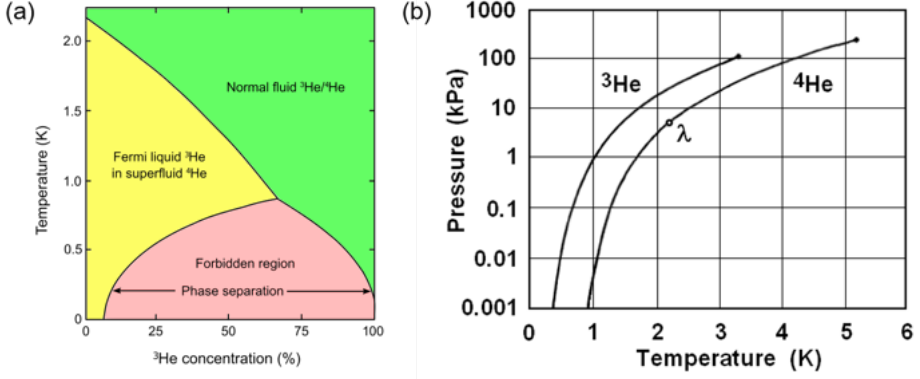 (a)
2.0
1.5
1.0
0.5
0
Temperature (K)
Normal fluid ³He/⁴He
Fermi liquid ³He
in superfluid ⁴He
Forbidden region
Phase separation
0
25
50
75
100
³He concentration (%)
(b)
1000
100
10
1
0.1
0.01
0.001
Pressure (kPa)
³He
⁴He
λ
0
1
2
3
4
5
6
Temperature (K)